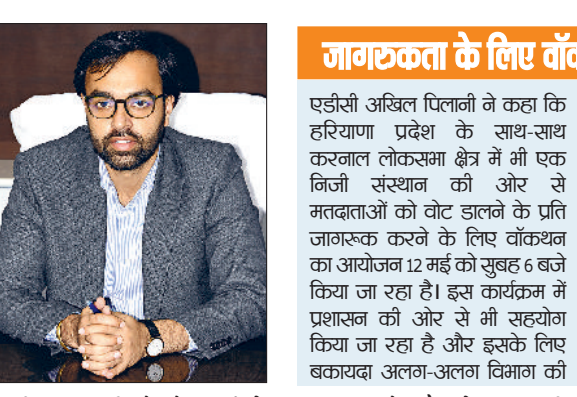 जागरुकता के लिए
एडीसी अखिल पिलानी ने कहा कि
हरियाणा प्रदेश के साथ-साथ
करनाल लोकसभा क्षेत्र में भी एक
निजी संस्थान की ओर से
मतदाताओं को वोट डालने के प्रति
जागरूक करने के लिए वॉकथन
का आयोजन 12 मई को सुबह 6 बजे
किया जा रहा है। इस कार्यक्रम में
प्रशासन की ओर से भी सहयोग
किया जा रहा है और इसके लिए
बकायदा अलग-अलग विभाग की